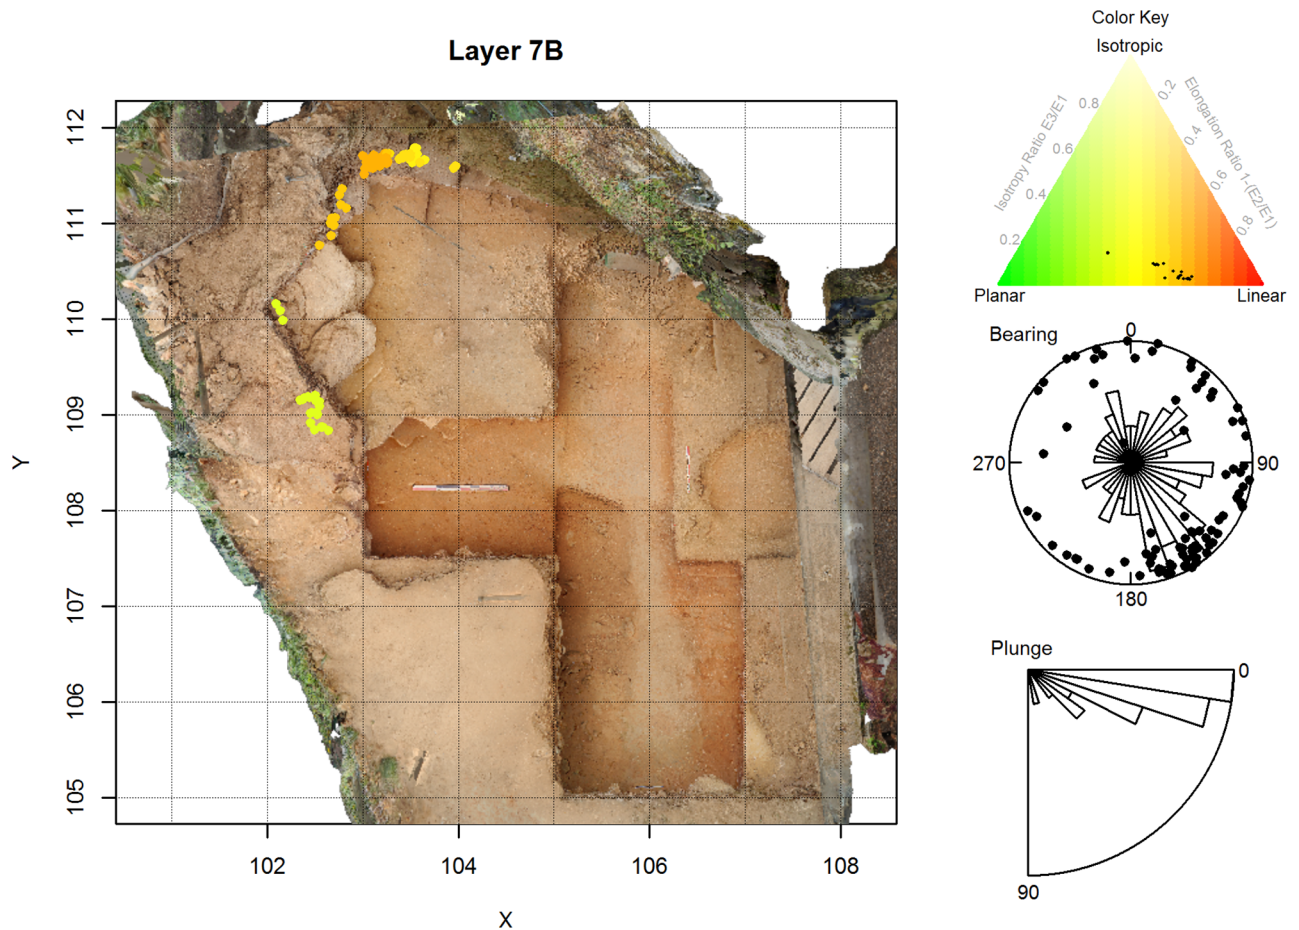 Layer 7B
112
111
110
109
108
107
106
105
Y
102
104
106
108
X
Color Key
Isotropic
Isotropy Ratio E3/E1
0.8
0.6
0.4
0.2
Elongation Ratio 1-(E2/E1)
0.2
0.4
0.6
0.8
Planar
Linear
Bearing
0
270
90
180
Plunge
0
90